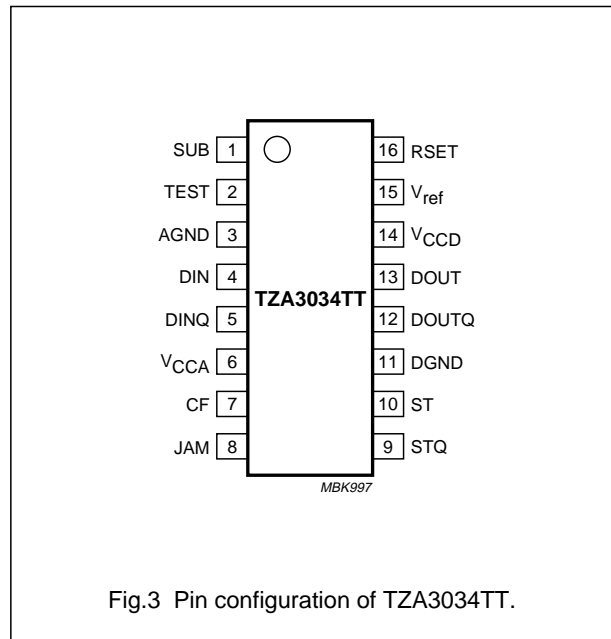 SUB 1 16 RSET
TEST 2 15 Vref
AGND 3 14 VCCD
DIN 4 13 DOUT
TZA3034TT
DINQ 5 12 DOUTQ
VCCA 6 11 DGND
CF 7 10 ST
JAM 8 9 STQ
MBK997
Fig.3 Pin configuration of TZA3034TT.